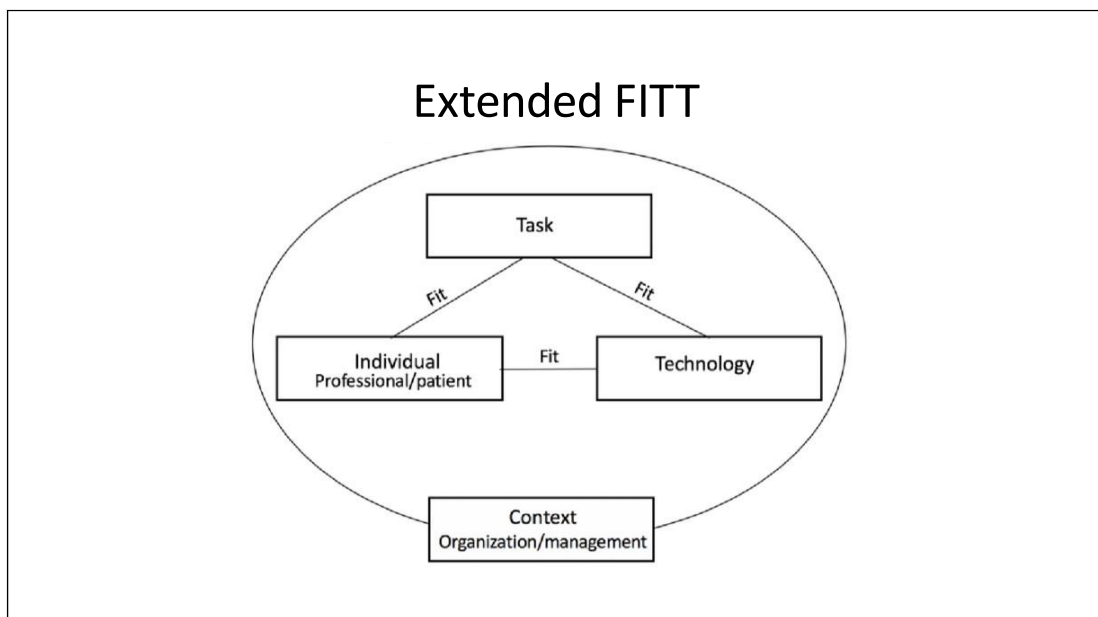 Extended FITT
Task
Fit
Fit
Individual
Professional/patient
Fit
Technology
Context
Organization/management